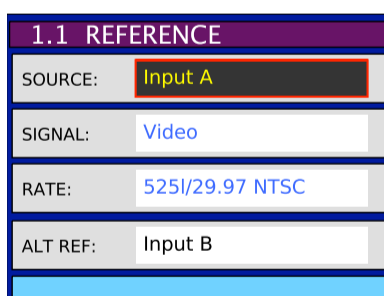 1.1 REFERENCE
SOURCE: Input A
SIGNAL: Video
RATE: 525I/29.97 NTSC
ALT REF: Input B